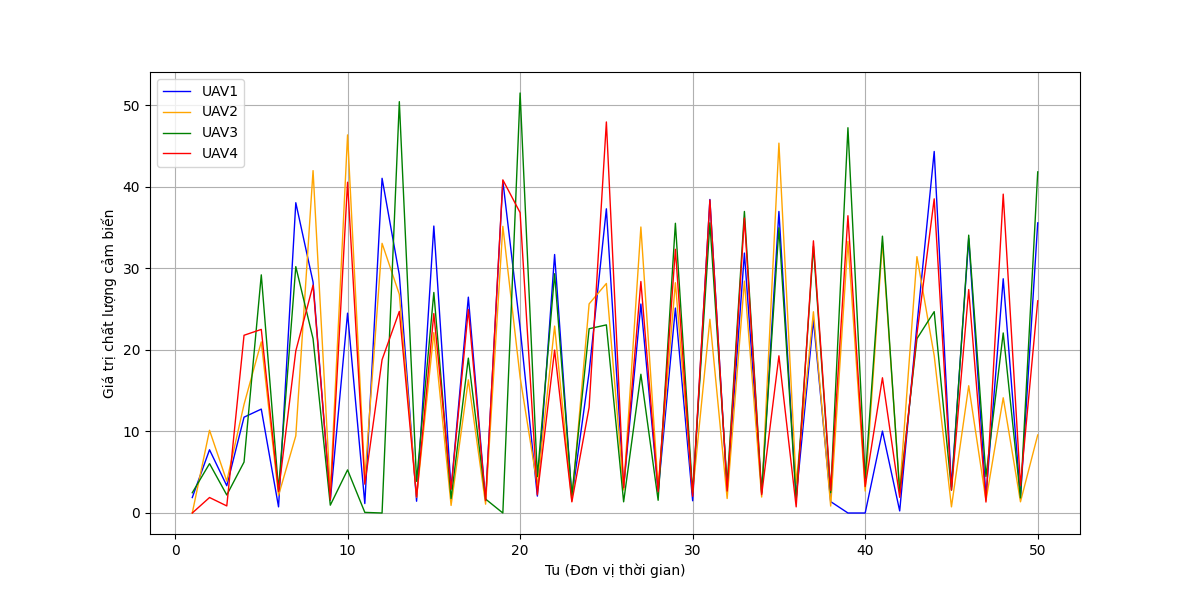 UAV1
UAV2
UAV3
UAV4
50
40
30
20
10
0
Giá trị chất lượng cảm biến
0 10 20 30 40 50
Tu (Đơn vị thời gian)